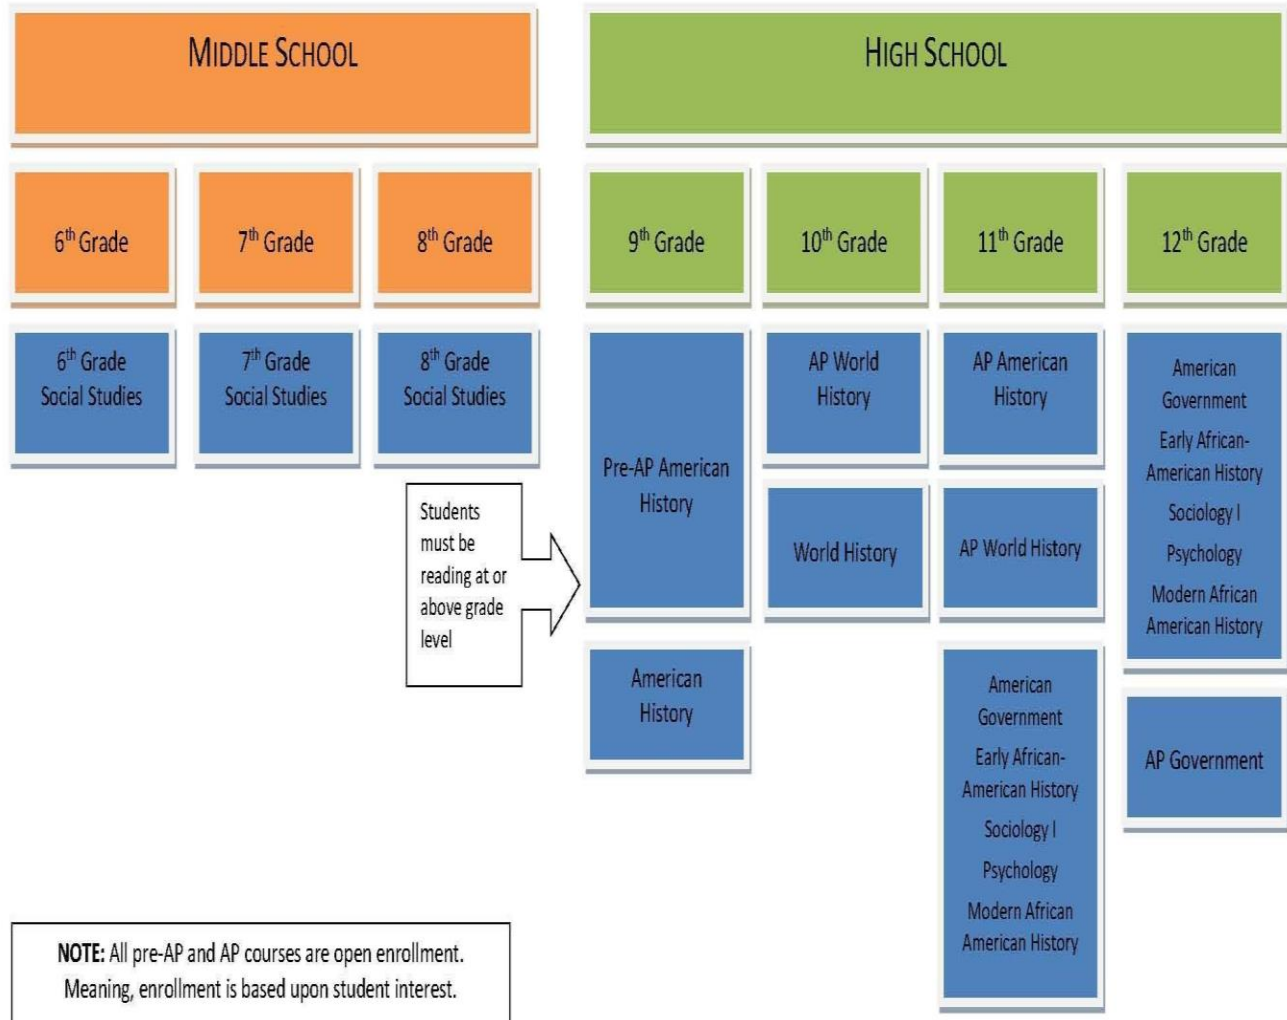 MIDDLE SCHOOL
HIGH SCHOOL
6th Grade
7th Grade
8th Grade
9th Grade
10th Grade
11th Grade
12th Grade
6th Grade
Social Studies
7th Grade
Social Studies
8th Grade
Social Studies
Students
must be
reading at or
above grade
level
Pre-AP American
History
American
History
AP World
History
World History
AP American
History
AP World History
American
Government
Early African-
American History
Sociology I
Psychology
Modern African
American History
American
Government
Early African-
American History
Sociology I
Psychology
Modern African
American History
AP Government
NOTE: All pre-AP and AP courses are open enrollment.
Meaning, enrollment is based upon student interest.